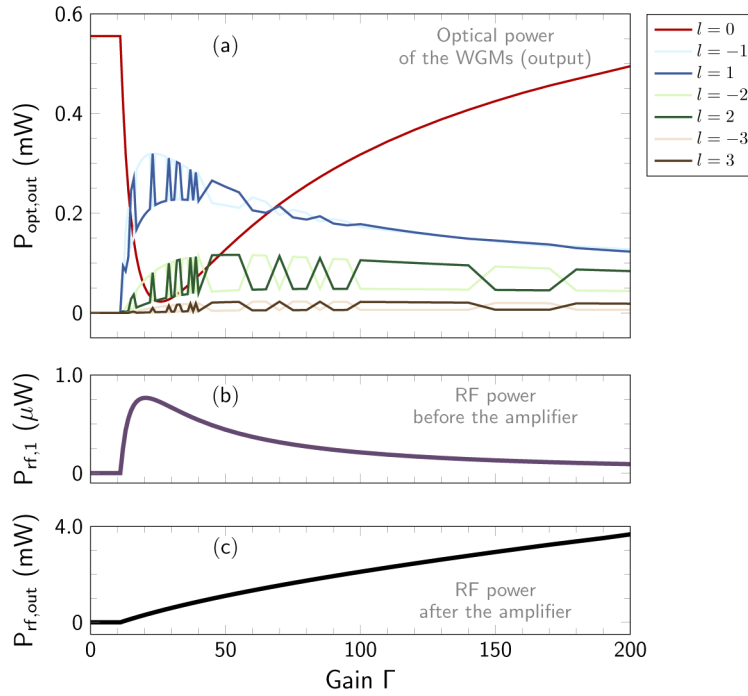 0.6
(a)
Optical power
of the WGMs (output)
0.4
P_opt,out (mW)
0.2
0
l = 0
l = −1
l = 1
l = −2
l = 2
l = −3
l = 3
1.0
(b)
RF power
before the amplifier
P_rf,1 (μW)
0
4.0
(c)
RF power
after the amplifier
P_rf,out (mW)
0
0 50 100 150 200
Gain Γ